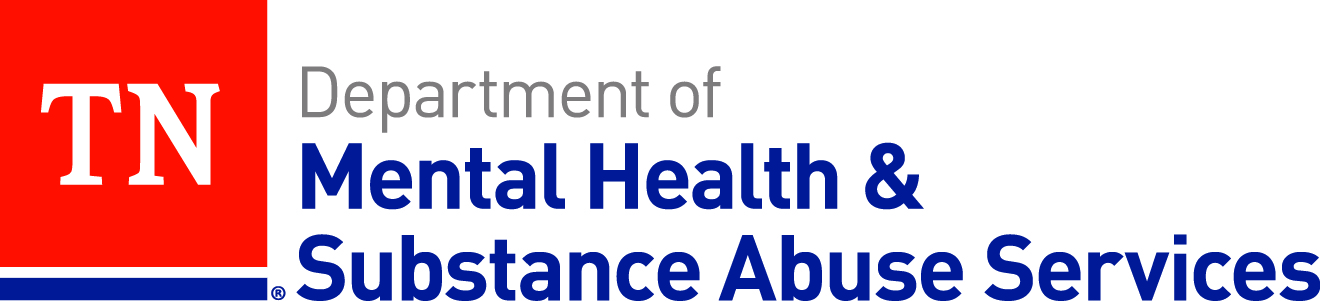 TN
®
Department of
Mental Health &
Substance Abuse Services